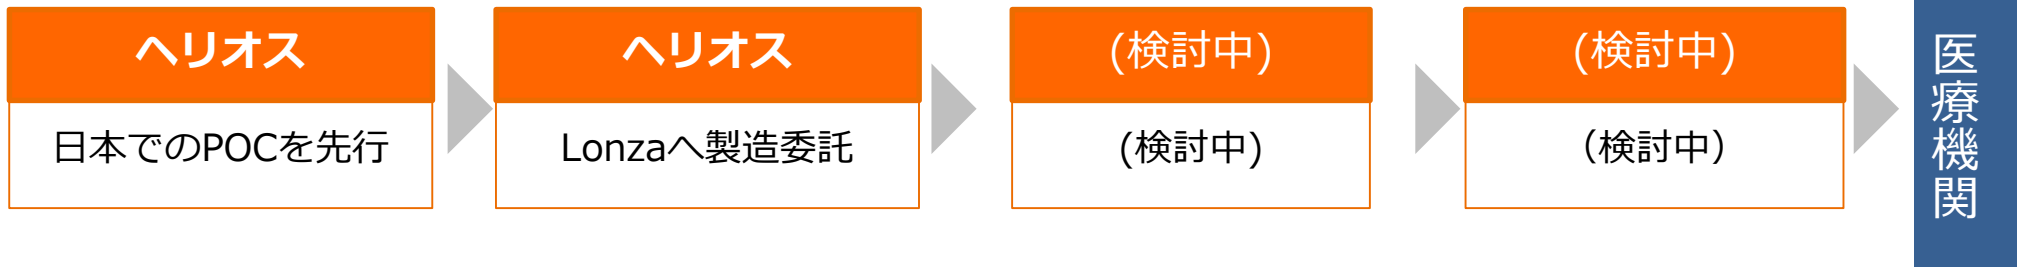 ヘリオス
日本でのPOCを先行
ヘリオス
Lonzaへ製造委託
(検討中)
(検討中)
(検討中)
（検討中）
医療機関